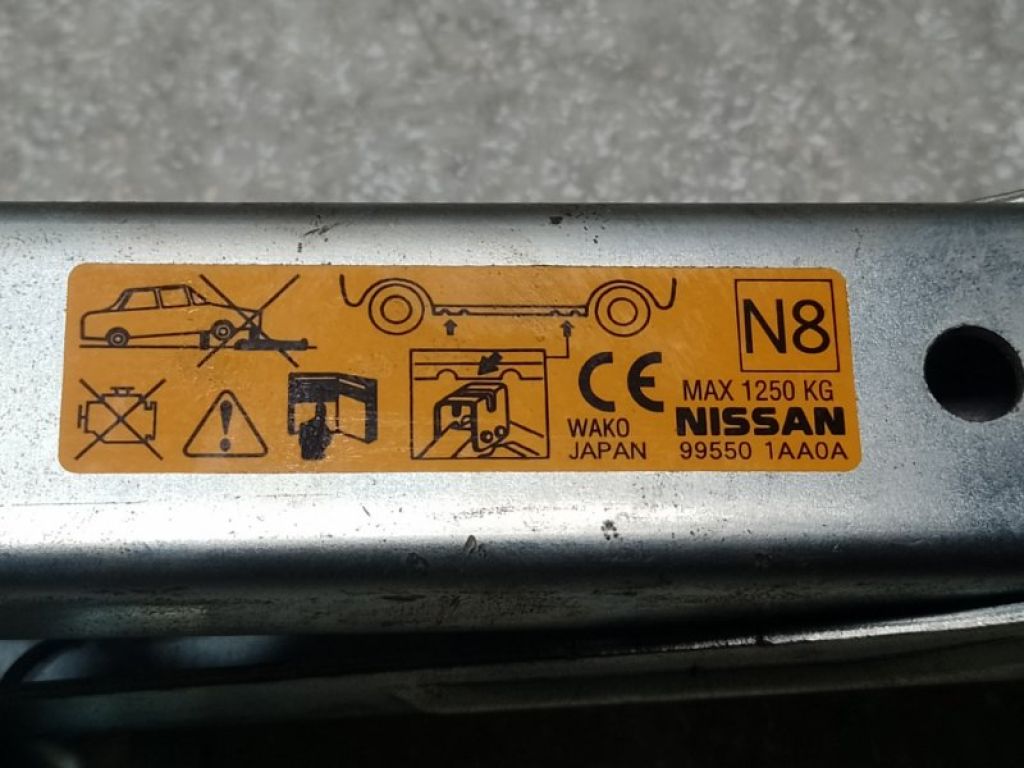 N8
CE
MAX 1250 KG
WAKO
NISSAN
JAPAN
99550 1AA0A